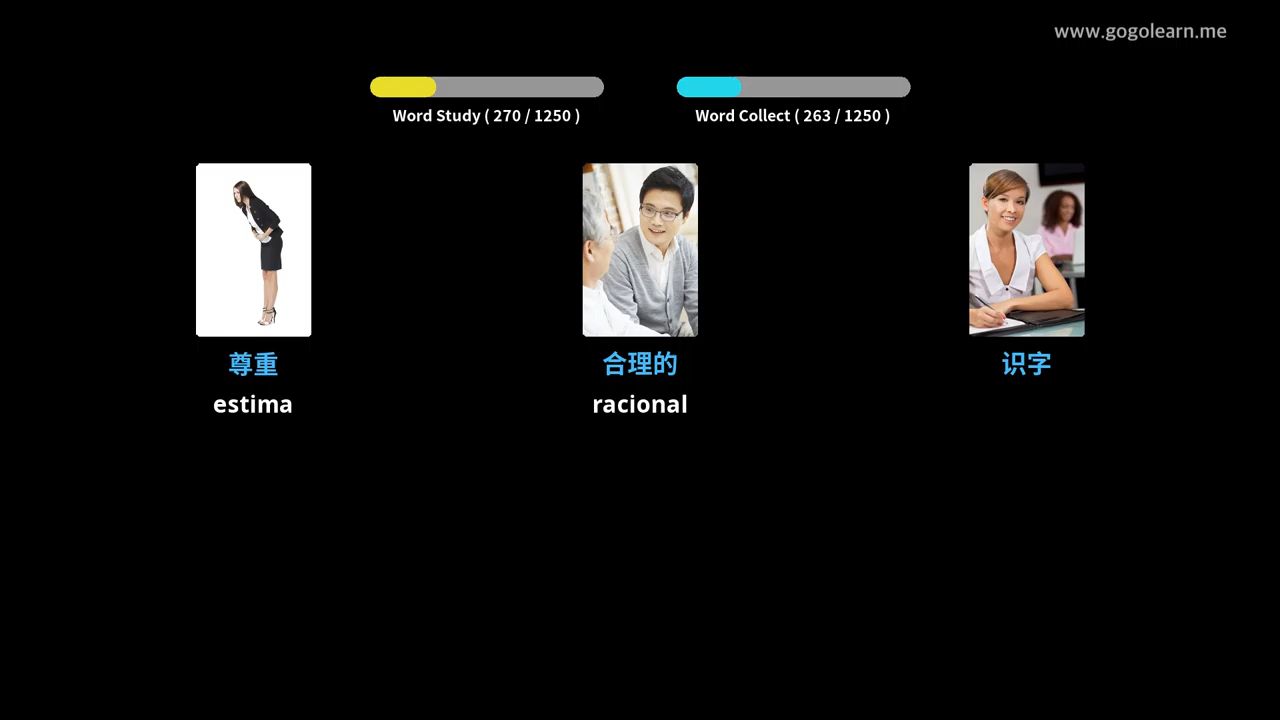 www.gogolearn.me
Word Study ( 270 / 1250 )
Word Collect ( 263 / 1250 )
尊重
合理的
识字
estima
racional